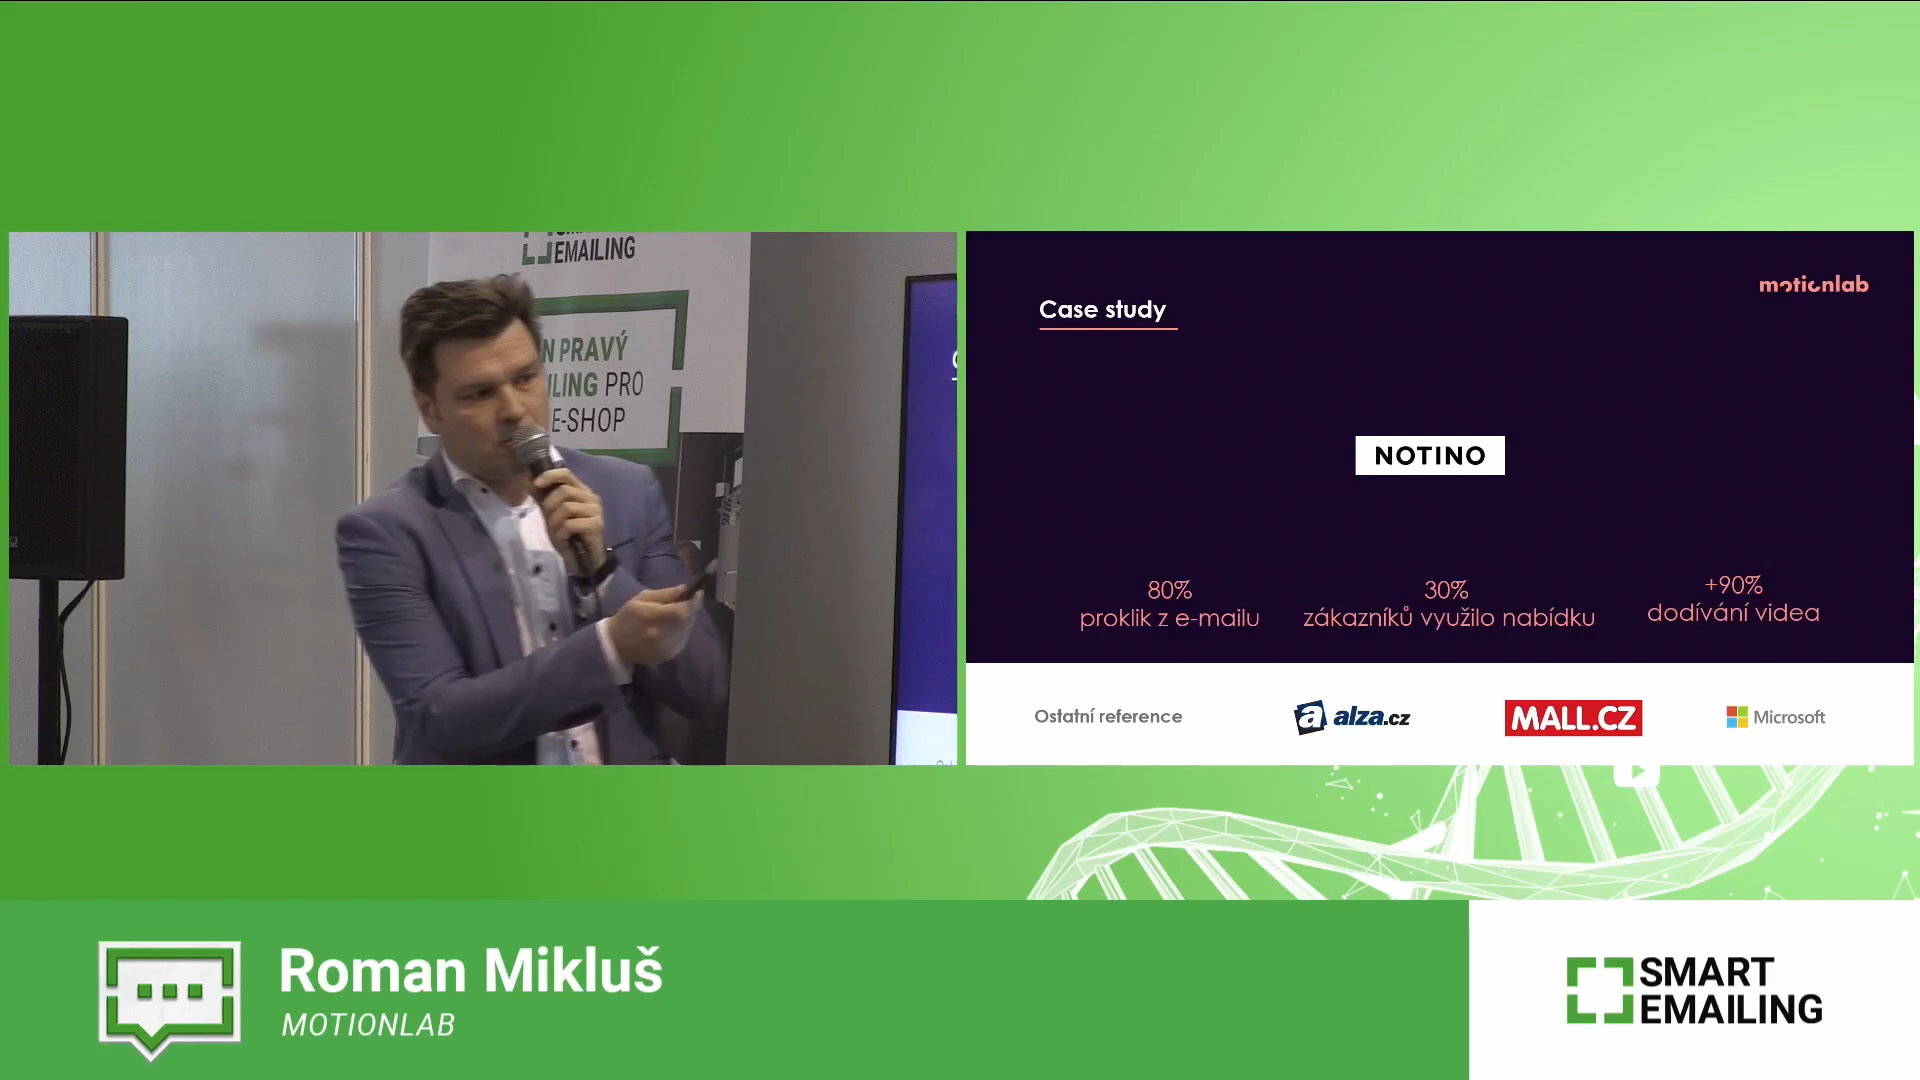 EMAILING
PRAVÝ
PRO
E-SHOP
motionlab
Case study
NOTINO
80%
proklik z e-mailu
30%
zákazníků využilo nabídku
+90%
dodívání videa
Ostatní reference
alza.cz
MALL.CZ
Microsoft
Roman Mikluš
MOTIONLAB
SMART
EMAILING